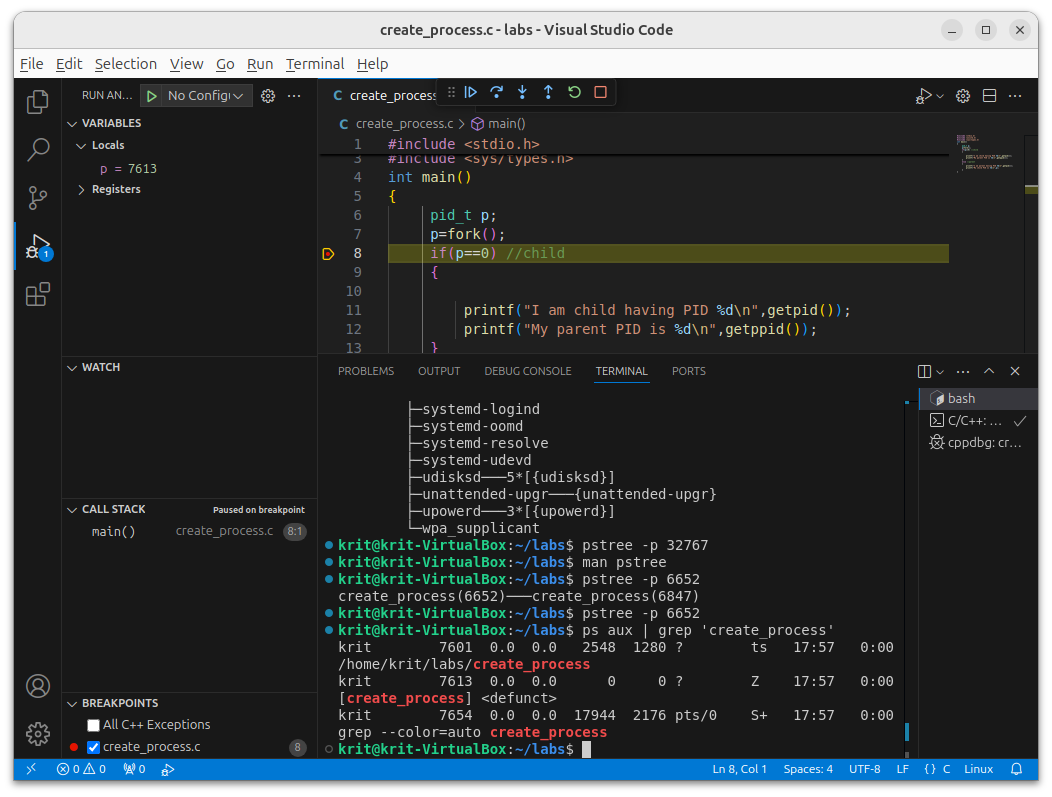 create_process.c - labs - Visual Studio Code
File Edit Selection View Go Run Terminal Help
RUN AN... No Config
create_process
VARIABLES
Locals
p = 7613
Registers
C create_process.c > main()
1 #include <stdio.h>
3 #include <sys/types.h>
4 int main()
5 {
6 pid_t p;
7 p=fork();
8 if(p==0) //child
9 {
10
11 printf("I am child having PID %d\n",getpid());
12 printf("My parent PID is %d\n",getppid());
13 }
WATCH
CALL STACK Paused on breakpoint
main() create_process.c 8:1
BREAKPOINTS
All C++ Exceptions
create_process.c 8
1
PROBLEMS OUTPUT DEBUG CONSOLE TERMINAL PORTS
├─systemd-logind
├─systemd-oomd
├─systemd-resolve
├─systemd-udevd
├─udisksd───5*[{udisksd}]
├─unattended-upgr───{unattended-upgr}
├─upowerd───3*[{upowerd}]
└─wpa_supplicant
krit@krit-VirtualBox:~/labs$ pstree -p 32767
krit@krit-VirtualBox:~/labs$ man pstree
krit@krit-VirtualBox:~/labs$ pstree -p 6652
create_process(6652)───create_process(6847)
krit@krit-VirtualBox:~/labs$ pstree -p 6652
krit@krit-VirtualBox:~/labs$ ps aux | grep 'create_process'
krit 7601 0.0 0.0 2548 1280 ? ts 17:57 0:00
/home/krit/labs/create_process
krit 7613 0.0 0.0 0 0 ? Z 17:57 0:00
[create_process] <defunct>
krit 7654 0.0 0.0 17944 2176 pts/0 S+ 17:57 0:00
grep --color=auto create_process
krit@krit-VirtualBox:~/labs$
bash
C/C++: ...
cppdbg: cr...
0 0 0 Ln 8, Col 1 Spaces: 4 UTF-8 LF {} C Linux